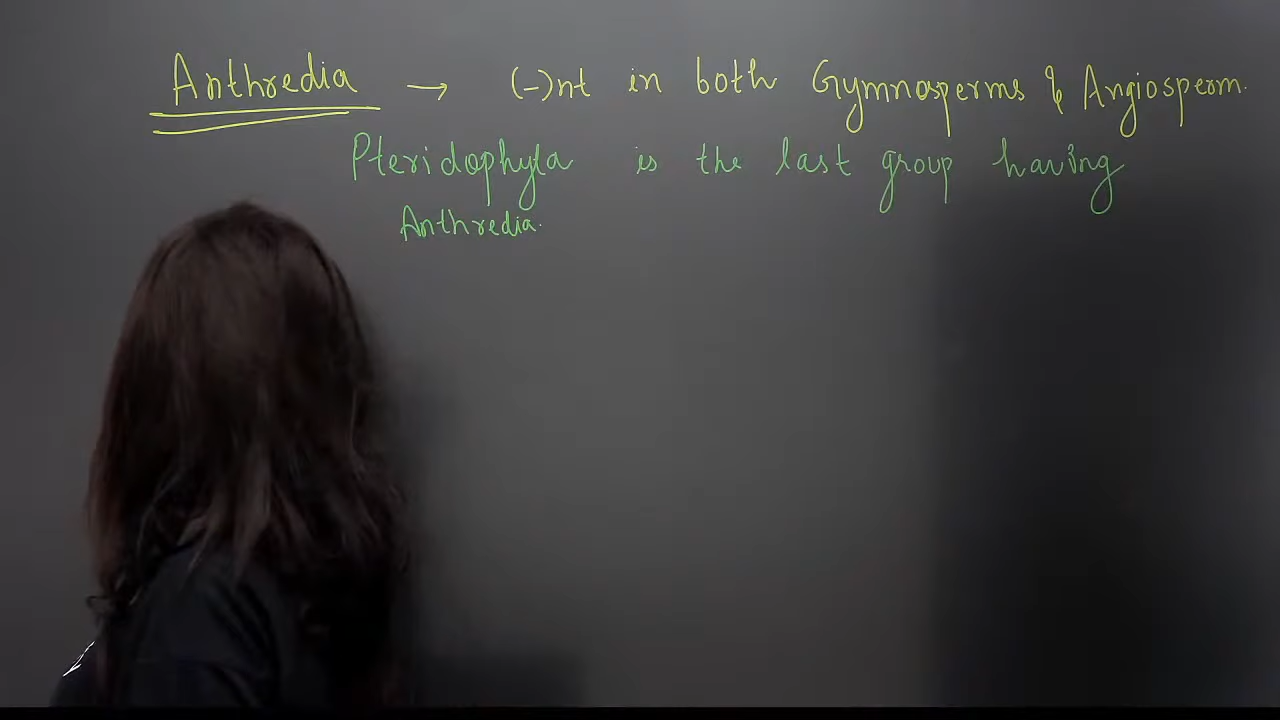 Anthredia → (-)nt in both Gymnosperms & Angiosperm.
Pteridophyta is the last group having
Anthredia.